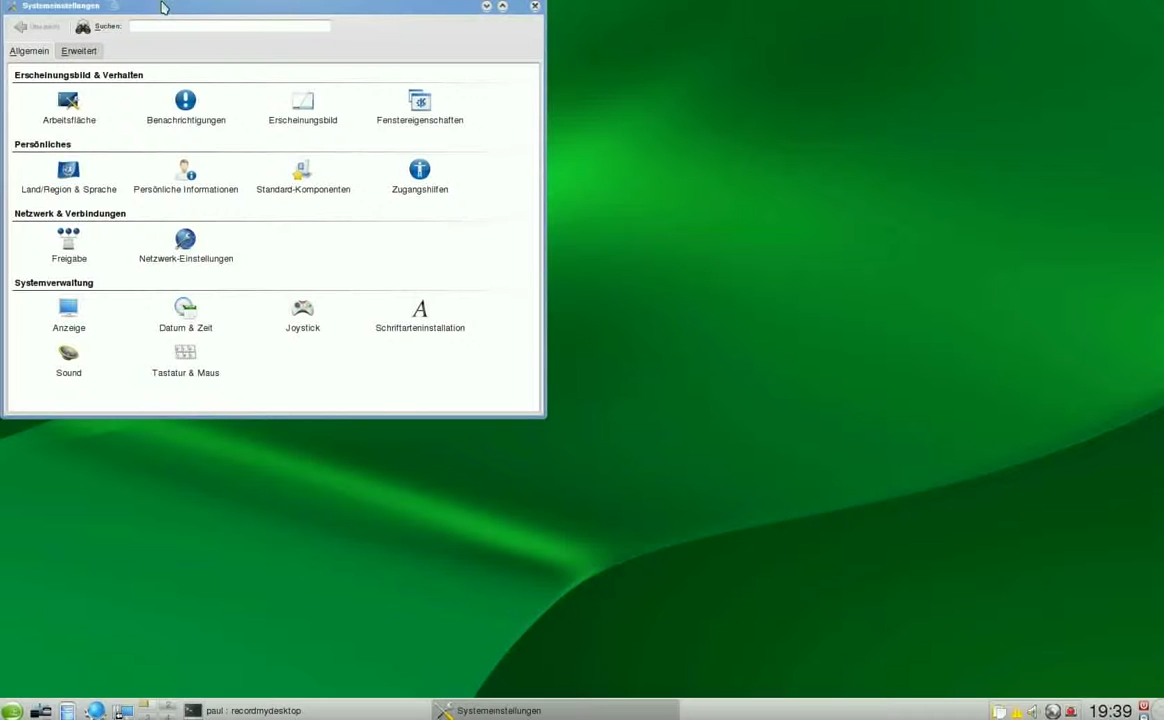 Systemeinstellungen
Suchen:
Allgemein Erweitert
Erscheinungsbild & Verhalten
Arbeitsfläche Benachrichtigungen Erscheinungsbild Fenstereigenschaften
Persönliches
Land/Region & Sprache Persönliche Informationen Standard-Komponenten Zugangshilfen
Netzwerk & Verbindungen
Freigabe Netzwerk-Einstellungen
Systemverwaltung
Anzeige Datum & Zeit Joystick Schriftarteninstallation
Sound Tastatur & Maus
paul : recordmydesktop Systemeinstellungen 19:39